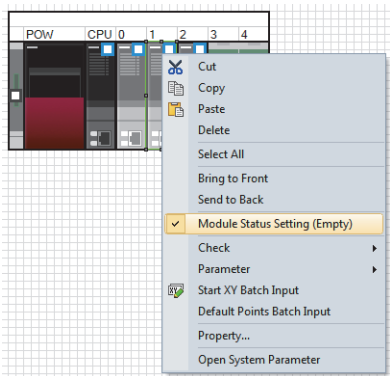 POW CPU 0 1 2 3 4
Cut
Copy
Paste
Delete
Select All
Bring to Front
Send to Back
Module Status Setting (Empty)
Check
Parameter
Start XY Batch Input
Default Points Batch Input
Property...
Open System Parameter